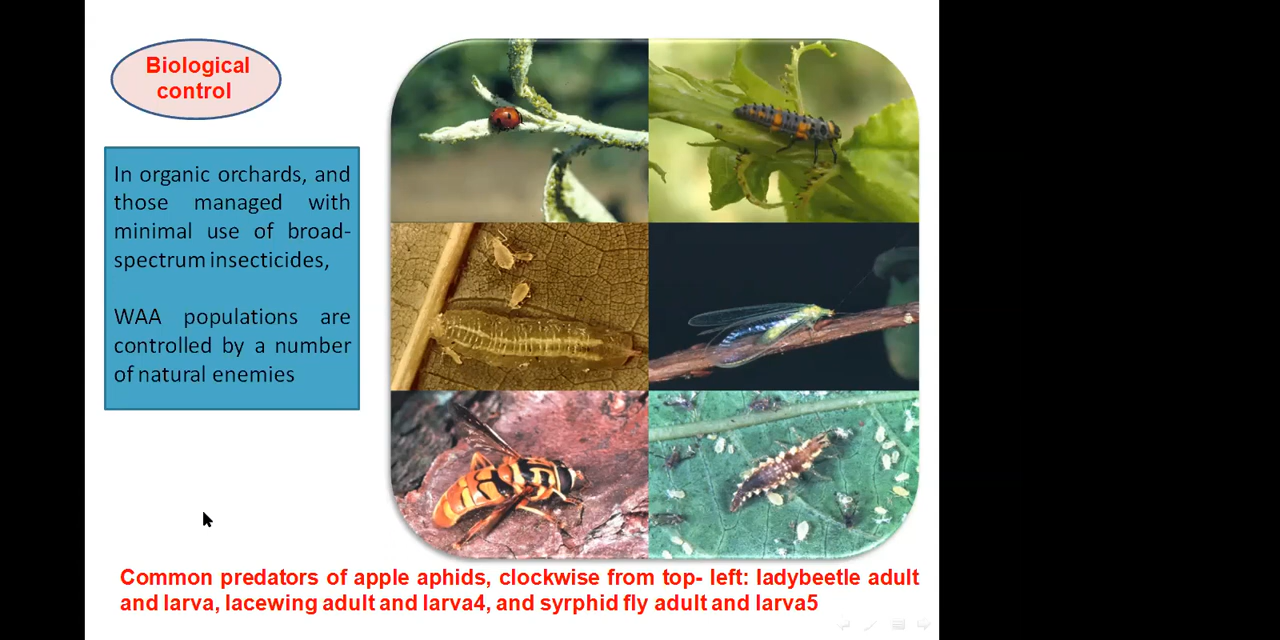 Biological
control
In organic orchards, and
those managed with
minimal use of broad-
spectrum insecticides,
WAA populations are
controlled by a number
of natural enemies
Common predators of apple aphids, clockwise from top- left: ladybeetle adult
and larva, lacewing adult and larva4, and syrphid fly adult and larva5